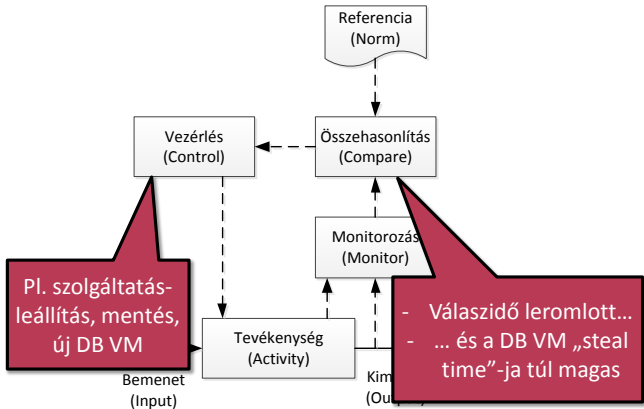 Referencia
(Norm)
Vezérlés
(Control)
Összehasonlítás
(Compare)
Monitorozás
(Monitor)
Pl. szolgáltatás-
leállítás, mentés,
új DB VM
- Válaszidő leromlott…
- … és a DB VM „steal
time”-ja túl magas
Tevékenység
(Activity)
Bemenet
(Input)